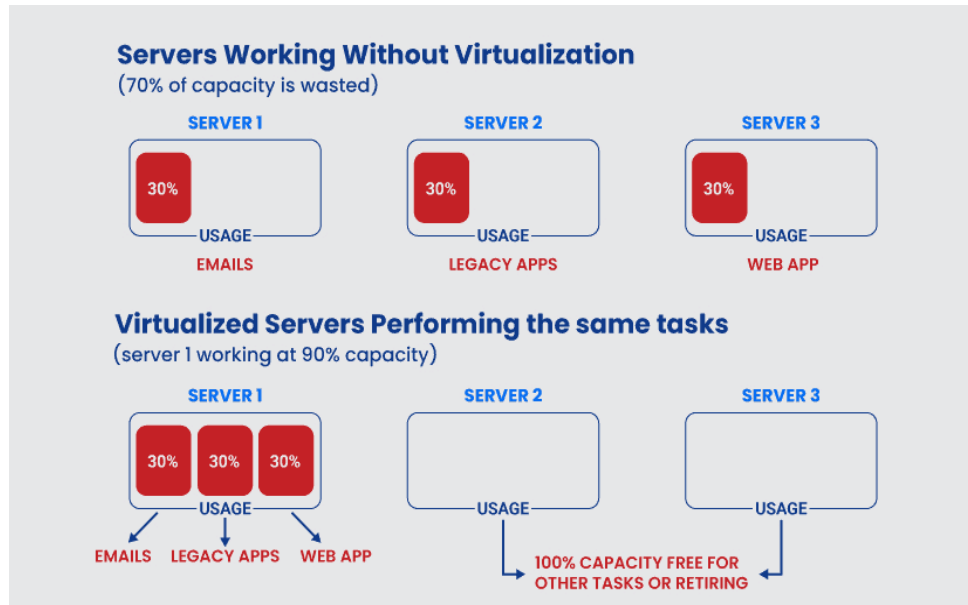 Servers Working Without Virtualization
(70% of capacity is wasted)
SERVER 1
SERVER 2
SERVER 3
30%
30%
30%
USAGE
USAGE
USAGE
EMAILS
LEGACY APPS
WEB APP
Virtualized Servers Performing the same tasks
(server 1 working at 90% capacity)
SERVER 1
SERVER 2
SERVER 3
30%
30%
30%
USAGE
USAGE
USAGE
EMAILS
LEGACY APPS
WEB APP
100% CAPACITY FREE FOR
OTHER TASKS OR RETIRING